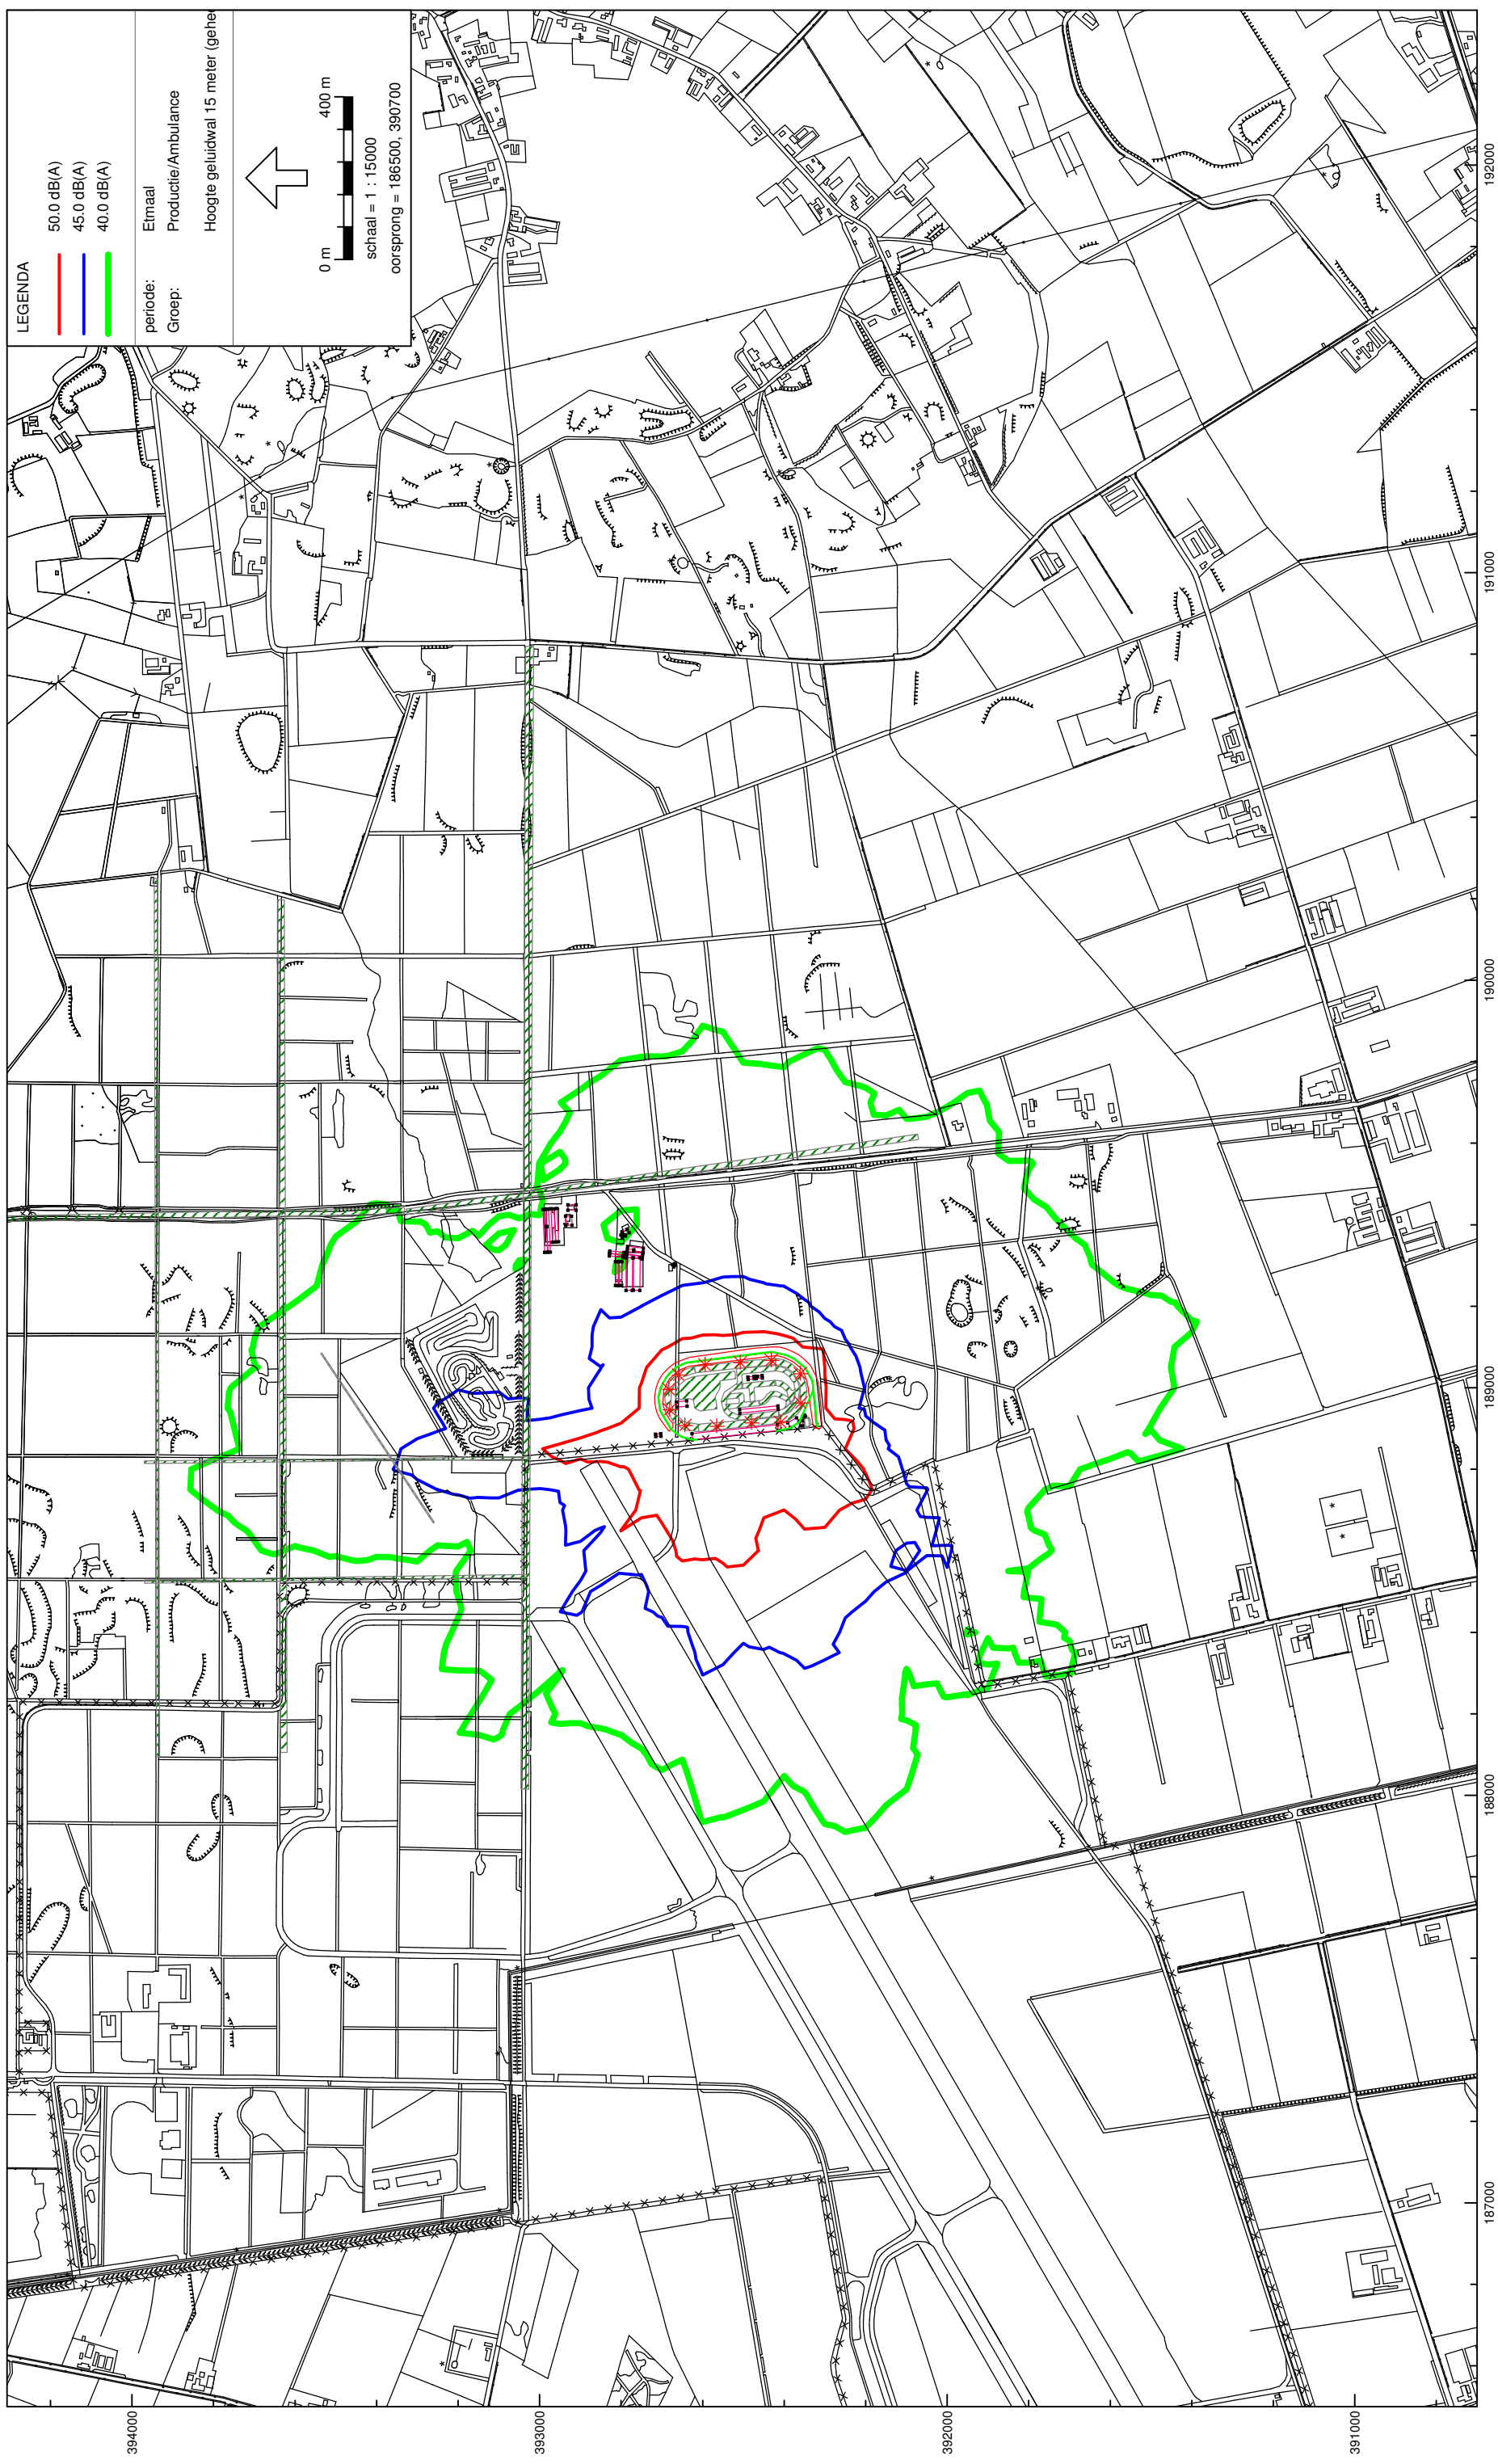 LEGENDA
50.0 dB(A)
45.0 dB(A)
40.0 dB(A)
periode: Etmaal
Groep: Productie/Ambulance
Hoogte geluidwal 15 meter (gehee
0 m 400 m
schaal = 1 : 15000
oorsprong = 186500, 390700
394000
393000
392000
391000
187000
188000
189000
190000
191000
192000